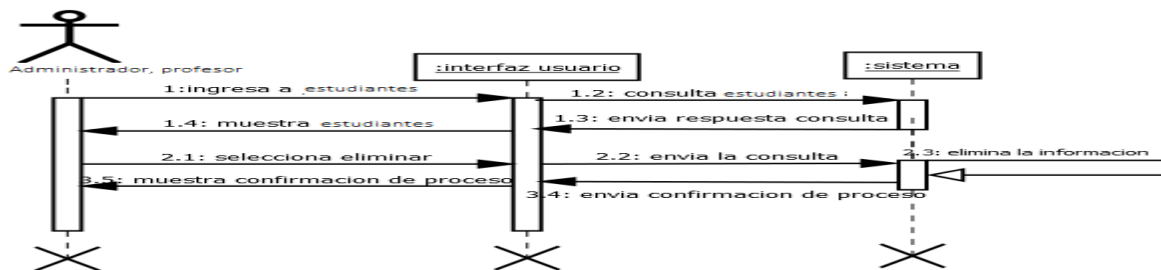 Administrador, profesor
:interfaz usuario
:sistema
1:ingresa a estudiantes
1.2: consulta estudiantes :
1.3: envia respuesta consulta
1.4: muestra estudiantes
2.1: selecciona eliminar
2.2: envia la consulta
2.3: elimina la informacion
3.4: envia confirmacion de proceso
3.5: muestra confirmacion de proceso